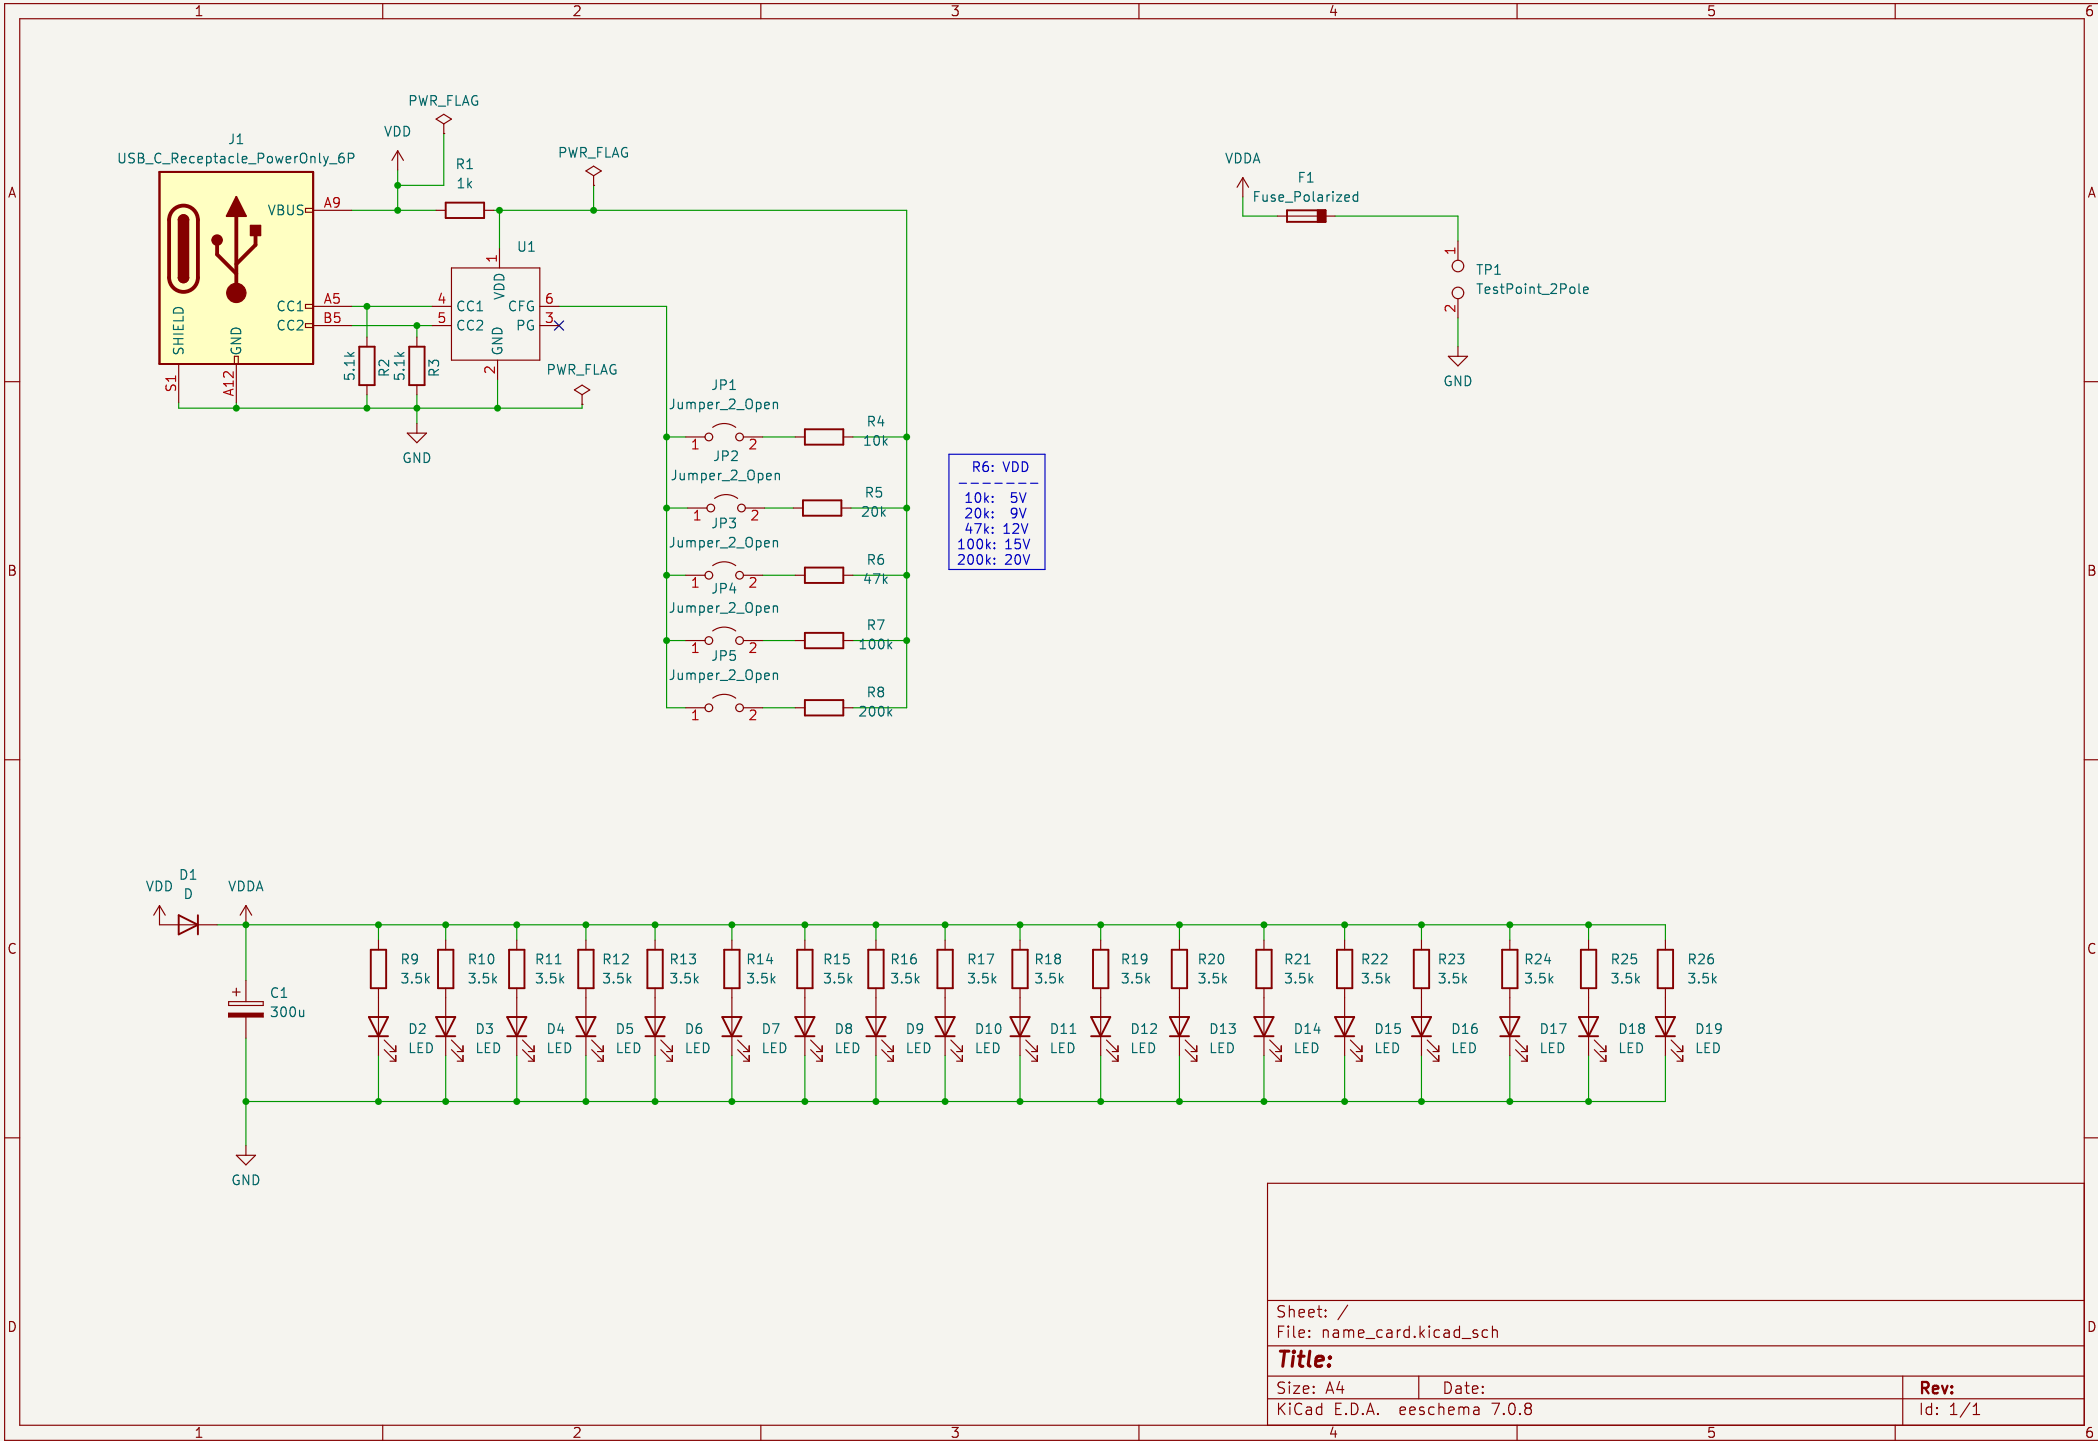 1 2 3 4 5 6
A
B
C
D
A
B
C
D
1 2 3 4 5 6
J1
USB_C_Receptacle_PowerOnly_6P
VBUS
A9
CC1
A5
CC2
B5
SHIELD
GND
S1
A12
VDD
PWR_FLAG
R1
1k
PWR_FLAG
U1
1
VDD
4 CC1
5 CC2
CFG 6
PG 3
GND
2
5.1k
R2
5.1k
R3
PWR_FLAG
GND
JP1
Jumper_2_Open
1 2
R4
10k
JP2
Jumper_2_Open
1 2
R5
20k
JP3
Jumper_2_Open
1 2
R6
47k
JP4
Jumper_2_Open
1 2
R7
100k
JP5
Jumper_2_Open
1 2
R8
200k
R6: VDD
-------
10k: 5V
20k: 9V
47k: 12V
100k: 15V
200k: 20V
VDDA
F1
Fuse_Polarized
1
TP1
TestPoint_2Pole
2
GND
VDD
D1
D
VDDA
+
C1
300u
GND
R9
3.5k
R10
3.5k
R11
3.5k
R12
3.5k
R13
3.5k
R14
3.5k
R15
3.5k
R16
3.5k
R17
3.5k
R18
3.5k
R19
3.5k
R20
3.5k
R21
3.5k
R22
3.5k
R23
3.5k
R24
3.5k
R25
3.5k
R26
3.5k
D2
LED
D3
LED
D4
LED
D5
LED
D6
LED
D7
LED
D8
LED
D9
LED
D10
LED
D11
LED
D12
LED
D13
LED
D14
LED
D15
LED
D16
LED
D17
LED
D18
LED
D19
LED
Sheet: /
File: name_card.kicad_sch
Title:
Size: A4 Date: Rev:
KiCad E.D.A. eeschema 7.0.8 Id: 1/1